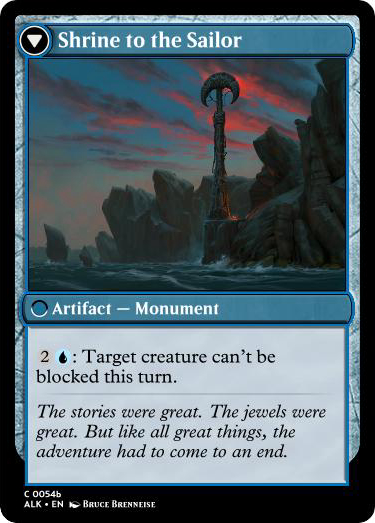 Shrine to the Sailor
Artifact — Monument
2 : Target creature can't be
blocked this turn.
The stories were great. The jewels were
great. But like all great things, the
adventure had to come to an end.
C 0054b
ALK • EN Bruce Brenneise